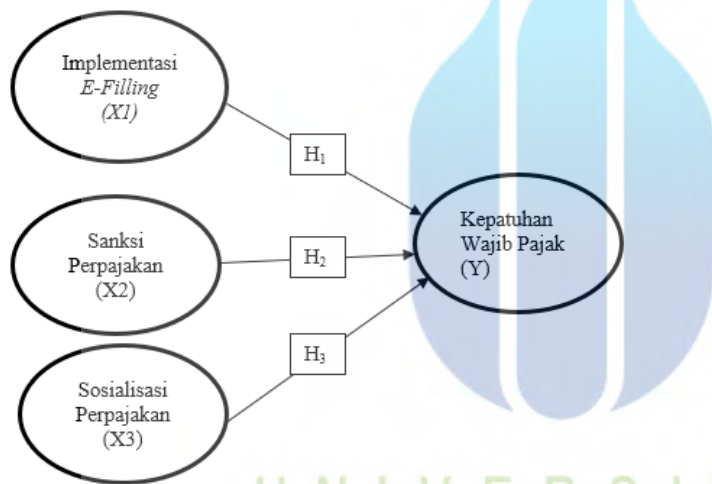 Implementasi
E-Filling
(X1)
H₁
Sanksi
Perpajakan
(X2)
H₂
Kepatuhan
Wajib Pajak
(Y)
H₃
Sosialisasi
Perpajakan
(X3)